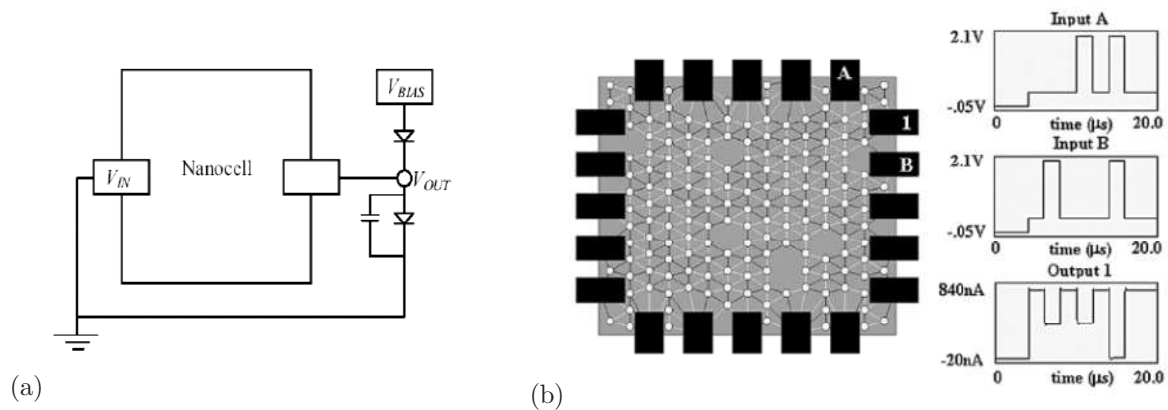 V_BIAS
V_IN
Nanocell
V_OUT
(a)
A
1
B
(b)
Input A
2.1V
-.05V
0 time (μs) 20.0
Input B
2.1V
-.05V
0 time (μs) 20.0
Output 1
840nA
-20nA
0 time (μs) 20.0